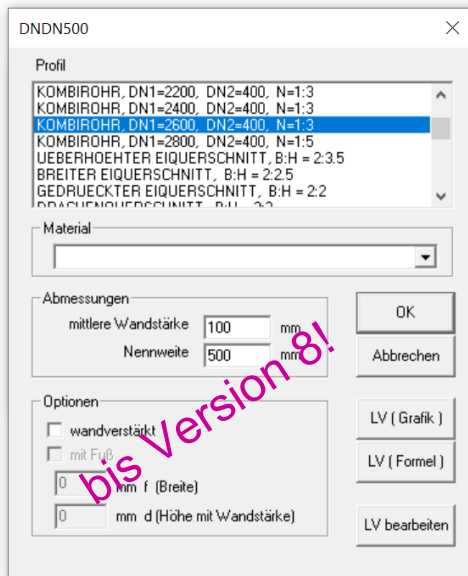 DNDN500
Profil
KOMBIROHR, DN1=2200, DN2=400, N=1:3
KOMBIROHR, DN1=2400, DN2=400, N=1:3
KOMBIROHR, DN1=2600, DN2=400, N=1:3
KOMBIROHR, DN1=2800, DN2=400, N=1:5
UEBERHOEHTER EIQUERSCHNITT, B:H = 2:3.5
BREITER EIQUERSCHNITT, B:H = 2:2.5
GEDRUECKTER EIQUERSCHNITT, B:H = 2:2
Material
Abmessungen
mittlere Wandstärke 100 mm
Nennweite 500 mm
OK
Abbrechen
Optionen
wandverstärkt
mit Fuß
0 mm f (Breite)
0 mm d (Höhe mit Wandstärke)
LV ( Grafik )
LV ( Formel )
LV bearbeiten
bis Version 8!